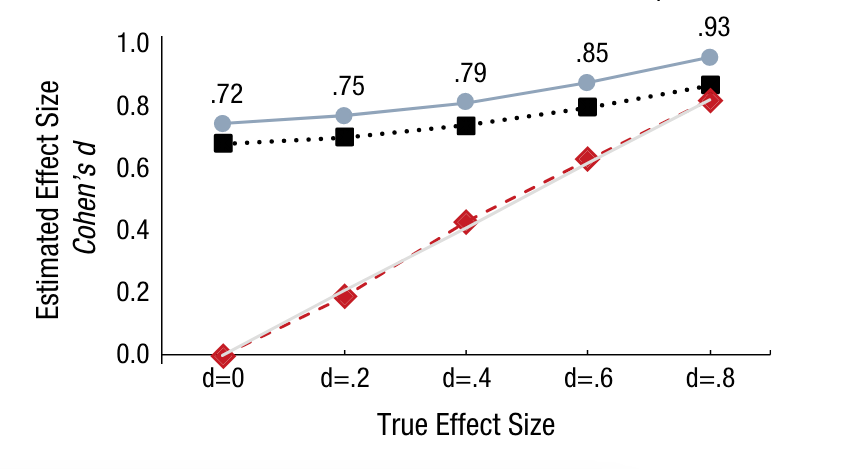 .93
1.0
.85
.79
.75
.72
0.8
0.6
0.4
0.2
0.0
Estimated Effect Size
Cohen's d
d=0 d=.2 d=.4 d=.6 d=.8
True Effect Size